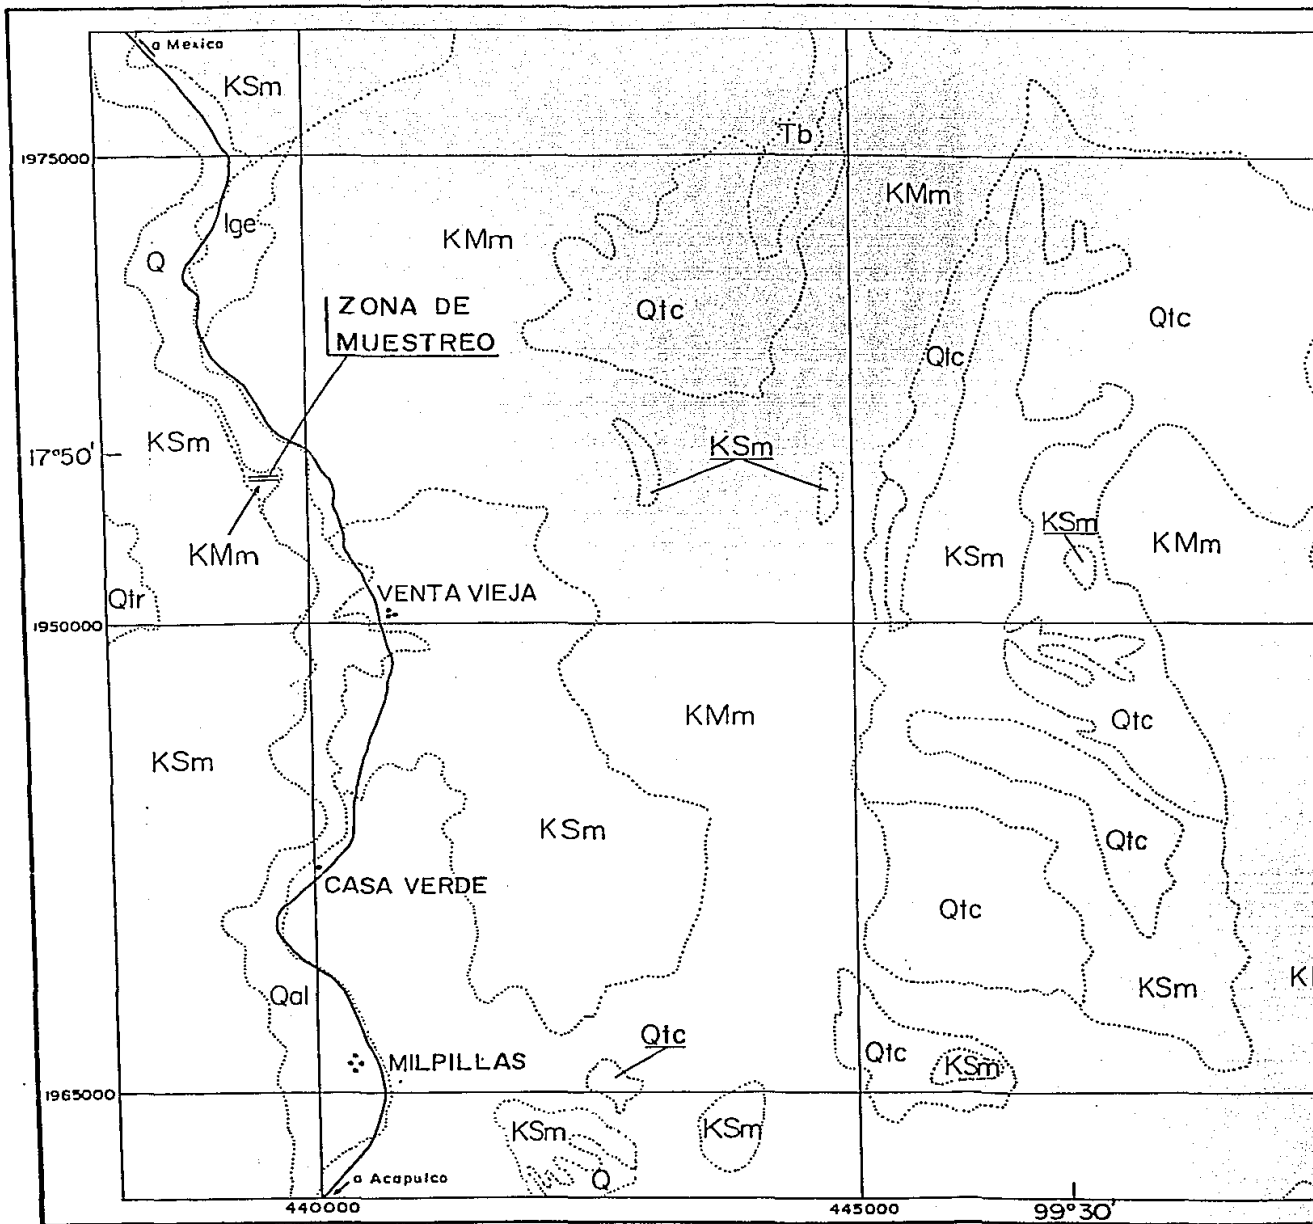 a Mexico
KSm
1975000
Tb
KMm
Ige
KMm
Q
ZONA DE
MUESTREO
Qtc
Qtc
Qtc
KSm
17°50'
KSm
KSm
KMm
KSm
KMm
Qtr
VENTA VIEJA
1950000
KMm
Qtc
KSm
KSm
Qtc
CASA VERDE
Qtc
Qal
KSm
Qtc
MILPILLAS
Qtc
KSm
1965000
KSm
KSm
Q
a Acapulco
440000
445000
99°30'